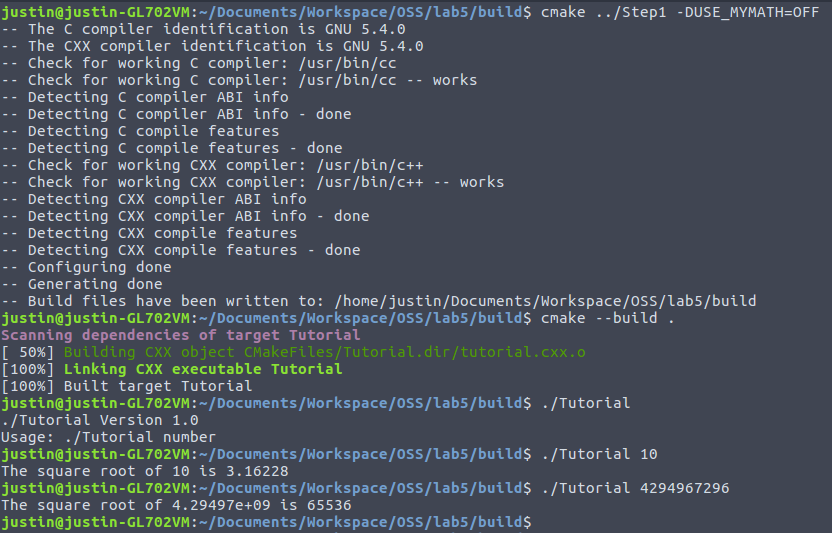 justin@justin-GL702VM:~/Documents/Workspace/OSS/lab5/build$ cmake ../Step1 -DUSE_MYMATH=OFF
-- The C compiler identification is GNU 5.4.0
-- The CXX compiler identification is GNU 5.4.0
-- Check for working C compiler: /usr/bin/cc
-- Check for working C compiler: /usr/bin/cc -- works
-- Detecting C compiler ABI info
-- Detecting C compiler ABI info - done
-- Detecting C compile features
-- Detecting C compile features - done
-- Check for working CXX compiler: /usr/bin/c++
-- Check for working CXX compiler: /usr/bin/c++ -- works
-- Detecting CXX compiler ABI info
-- Detecting CXX compiler ABI info - done
-- Detecting CXX compile features
-- Detecting CXX compile features - done
-- Configuring done
-- Generating done
-- Build files have been written to: /home/justin/Documents/Workspace/OSS/lab5/build
justin@justin-GL702VM:~/Documents/Workspace/OSS/lab5/build$ cmake --build .
Scanning dependencies of target Tutorial
[ 50%] Building CXX object CMakeFiles/Tutorial.dir/tutorial.cxx.o
[100%] Linking CXX executable Tutorial
[100%] Built target Tutorial
justin@justin-GL702VM:~/Documents/Workspace/OSS/lab5/build$ ./Tutorial
./Tutorial Version 1.0
Usage: ./Tutorial number
justin@justin-GL702VM:~/Documents/Workspace/OSS/lab5/build$ ./Tutorial 10
The square root of 10 is 3.16228
justin@justin-GL702VM:~/Documents/Workspace/OSS/lab5/build$ ./Tutorial 4294967296
The square root of 4.29497e+09 is 65536
justin@justin-GL702VM:~/Documents/Workspace/OSS/lab5/build$